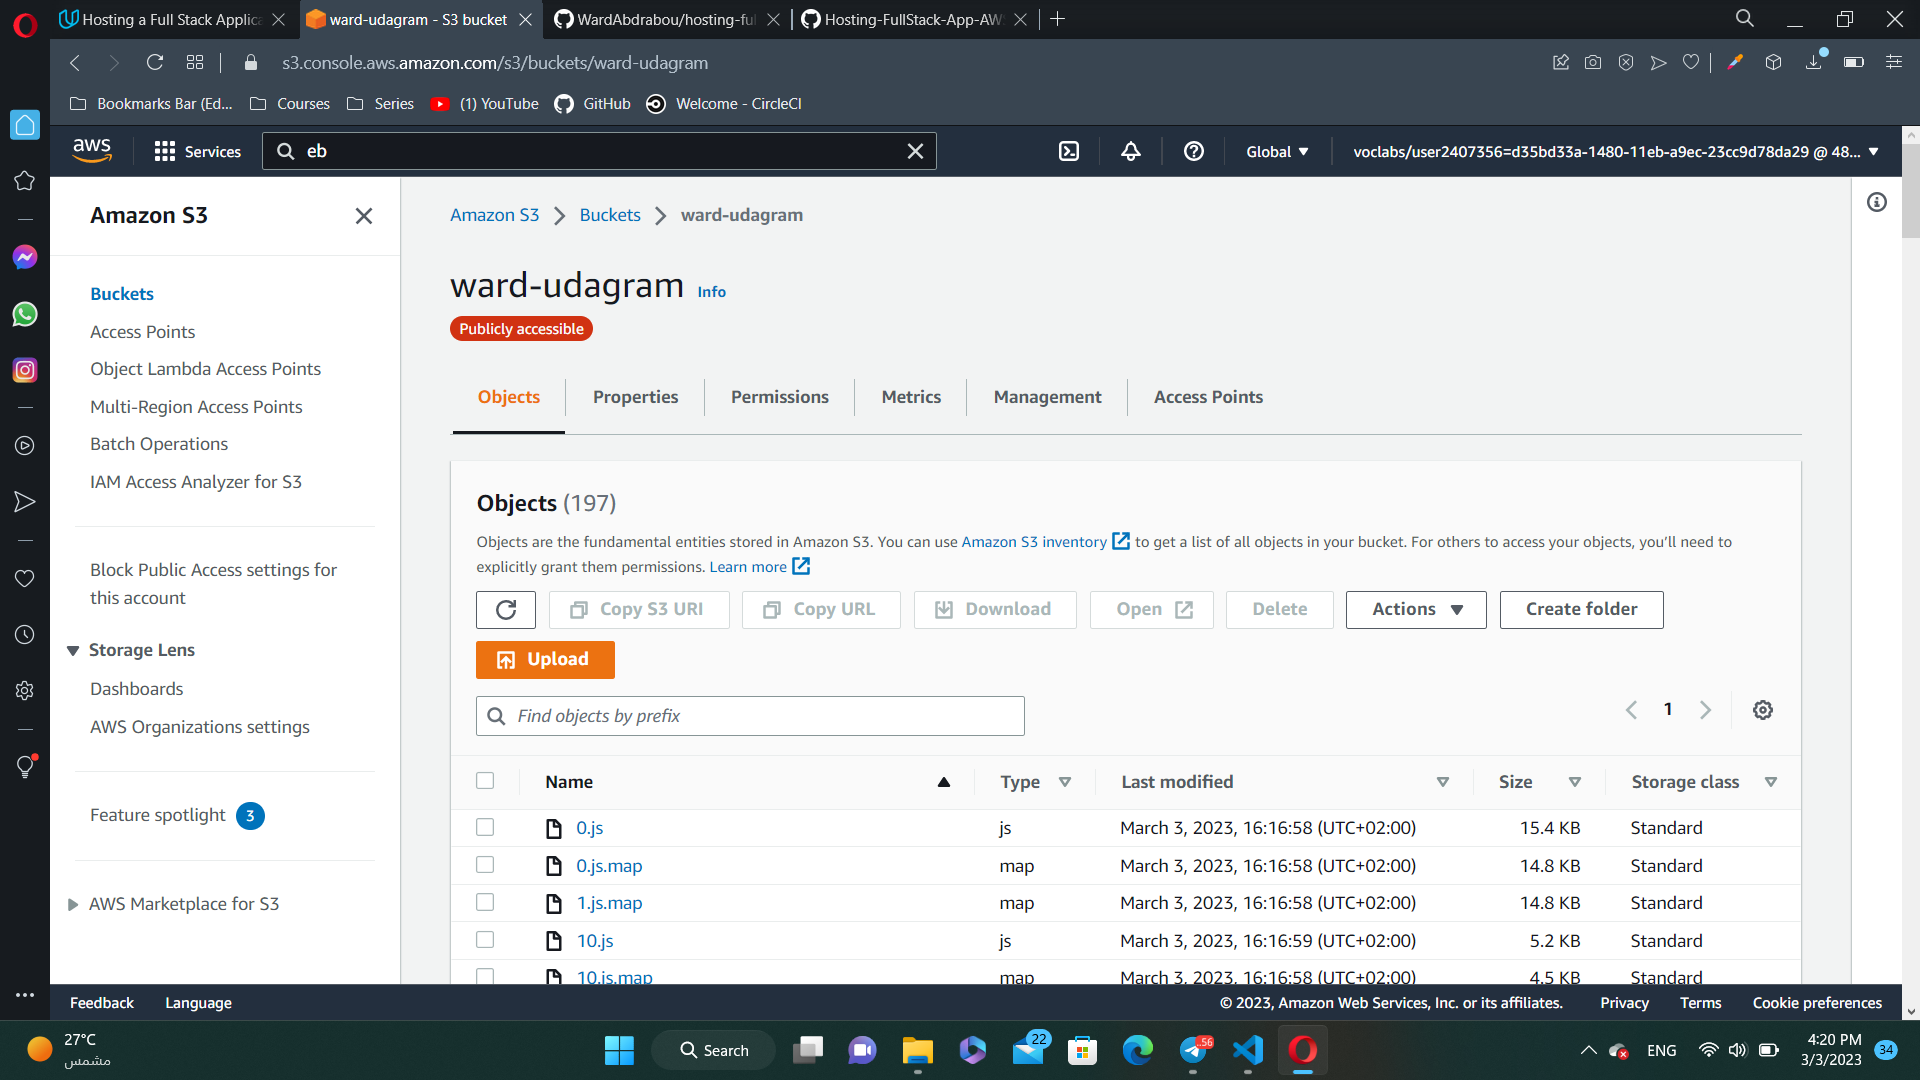 Hosting a Full Stack Applica
ward-udagram - S3 bucket
WardAbdrabou/hosting-ful
Hosting-FullStack-App-AW
s3.console.aws.amazon.com/s3/buckets/ward-udagram
Bookmarks Bar (Ed...
Courses
Series
(1) YouTube
GitHub
Welcome - CircleCI
aws
Services
eb
Global
voclabs/user2407356=d35bd33a-1480-11eb-a9ec-23cc9d78da29 @ 48...
Amazon S3
Buckets
Access Points
Object Lambda Access Points
Multi-Region Access Points
Batch Operations
IAM Access Analyzer for S3
Block Public Access settings for
this account
Storage Lens
Dashboards
AWS Organizations settings
Feature spotlight 3
AWS Marketplace for S3
Amazon S3 > Buckets > ward-udagram
ward-udagram Info
Publicly accessible
Objects
Properties
Permissions
Metrics
Management
Access Points
Objects (197)
Objects are the fundamental entities stored in Amazon S3. You can use Amazon S3 inventory to get a list of all objects in your bucket. For others to access your objects, you’ll need to
explicitly grant them permissions. Learn more
Copy S3 URI
Copy URL
Download
Open
Delete
Actions
Create folder
Upload
Find objects by prefix
1
Name Type Last modified Size Storage class
0.js js March 3, 2023, 16:16:58 (UTC+02:00) 15.4 KB Standard
0.js.map map March 3, 2023, 16:16:58 (UTC+02:00) 14.8 KB Standard
1.js.map map March 3, 2023, 16:16:58 (UTC+02:00) 14.8 KB Standard
10.js js March 3, 2023, 16:16:59 (UTC+02:00) 5.2 KB Standard
10.js.map map March 3, 2023, 16:16:58 (UTC+02:00) 4.5 KB Standard
Feedback
Language
© 2023, Amazon Web Services, Inc. or its affiliates.
Privacy
Terms
Cookie preferences
27°C
مشمس
Search
22
..56
ENG
4:20 PM
3/3/2023
34